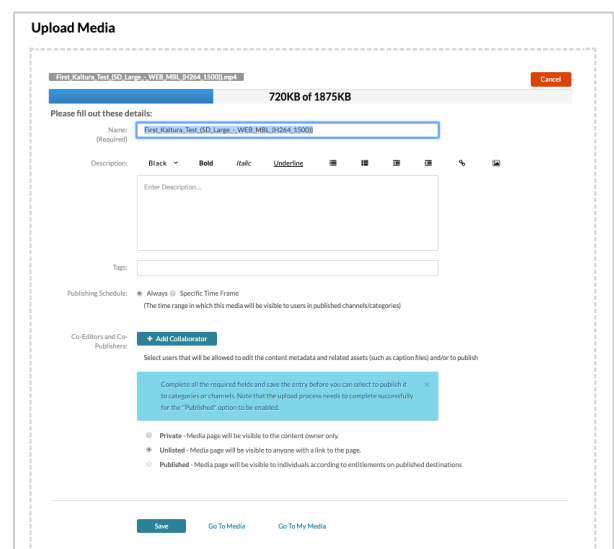 Upload Media
First_Kaltura_Test_(SD_Large_-_WEB_MBL_(H264_1500)).mp4
Cancel
720KB of 1875KB
Please fill out these details:
Name:
(Required)
First_Kaltura_Test_(SD_Large_-_WEB_MBL_(H264_1500))
Description:
Black Bold Italic Underline
Enter Description...
Tags:
Publishing Schedule:
Always Specific Time Frame
(The time range in which this media will be visible to users in published channels/categories)
Co-Editors and Co-
Publishers:
+ Add Collaborator
Select users that will be allowed to edit the content metadata and related assets (such as caption files) and/or to publish
Complete all the required fields and save the entry before you can select to publish it
to categories or channels. Note that the upload process needs to complete successfully
for the "Published" option to be enabled.
×
Private - Media page will be visible to the content owner only.
Unlisted - Media page will be visible to anyone with a link to the page.
Published - Media page will be visible to individuals according to entitlements on published destinations
Save Go To Media Go To My Media